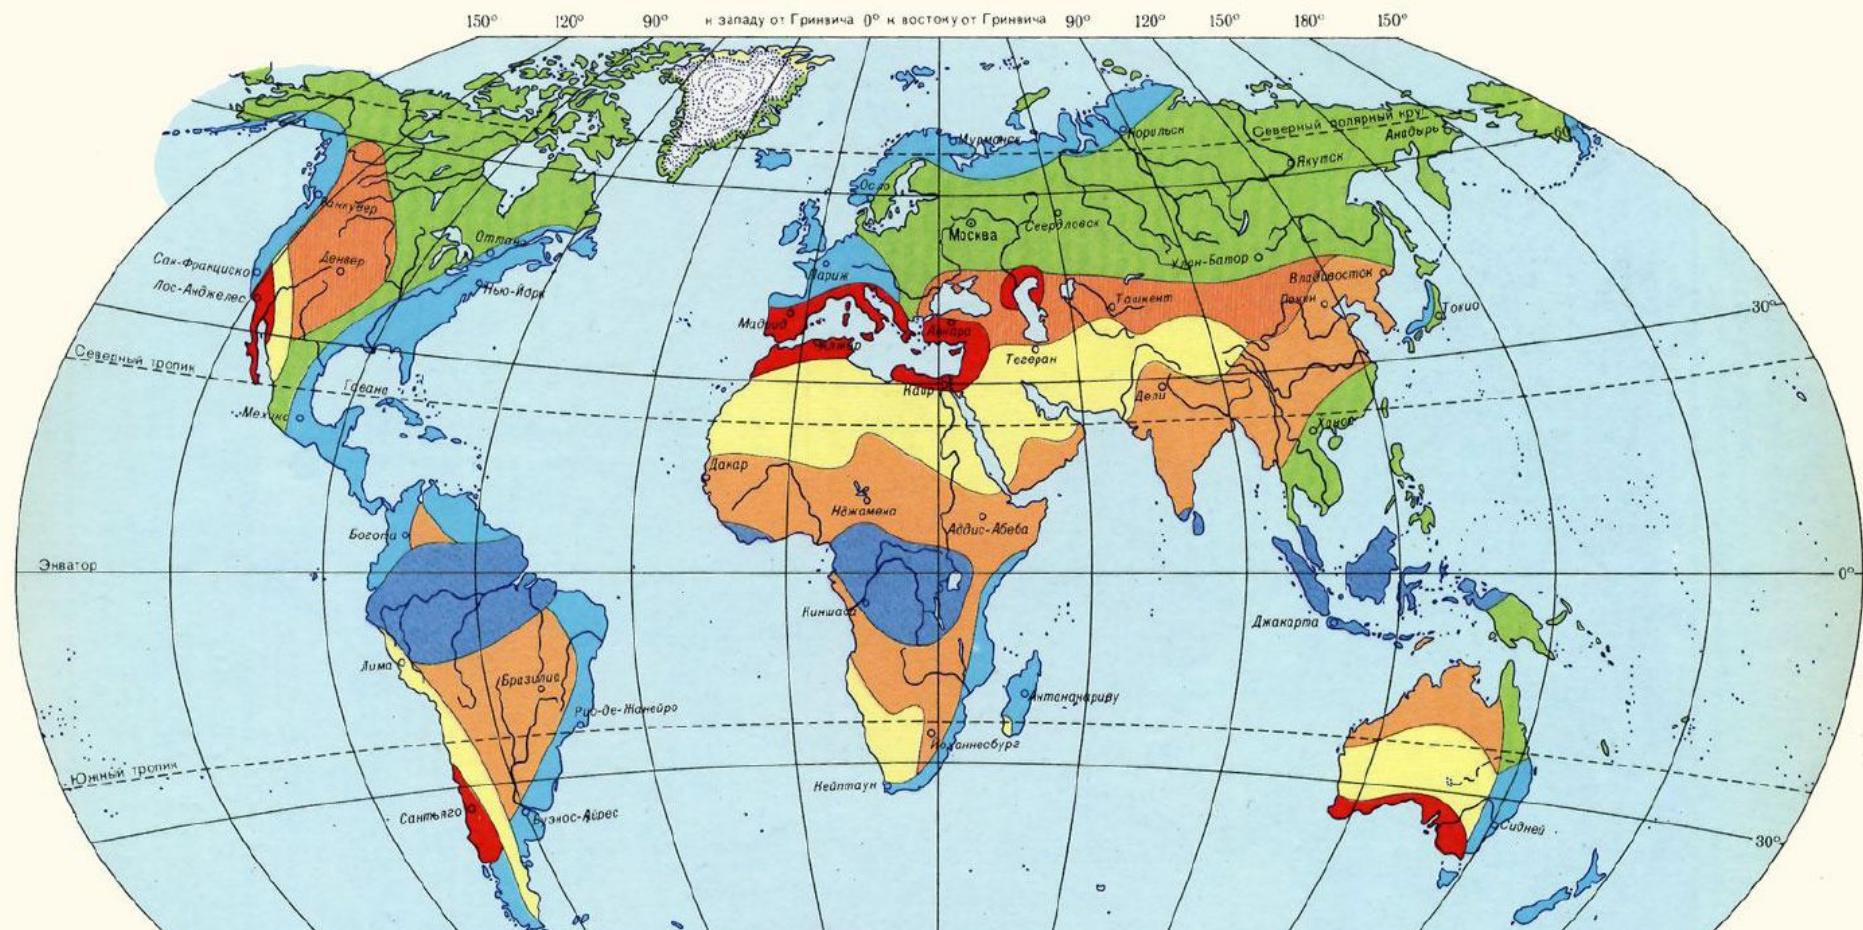 150° 120° 90° к западу от Гринвича 0° к востоку от Гринвича 90° 120° 150° 180° 150°
Северный полярный круг
60
Анадырь
Мурманск
Норильск
Якутск
Осло
Ванкувер
Свердловск
Москва
Оттава
Сан-Франциско
Денвер
Париж
Улан-Батор
Владивосток
Лос-Анджелес
Нью-Йорк
Ташкент
Пекин
Токио
30°
Мадрид
Анкара
Алжир
Тегеран
Северный тропик
Гавана
Каир
Дели
Мехико
Ханой
Дакар
Нджамена
Аддис-Абеба
Богота
Экватор
0°
Киншаса
Джакарта
Лима
Бразилиа
Антананариву
Рио-де-Жанейро
Йоханнесбург
Южный тропик
Кейптаун
Сантьяго
Буэнос-Айрес
Сидней
30°